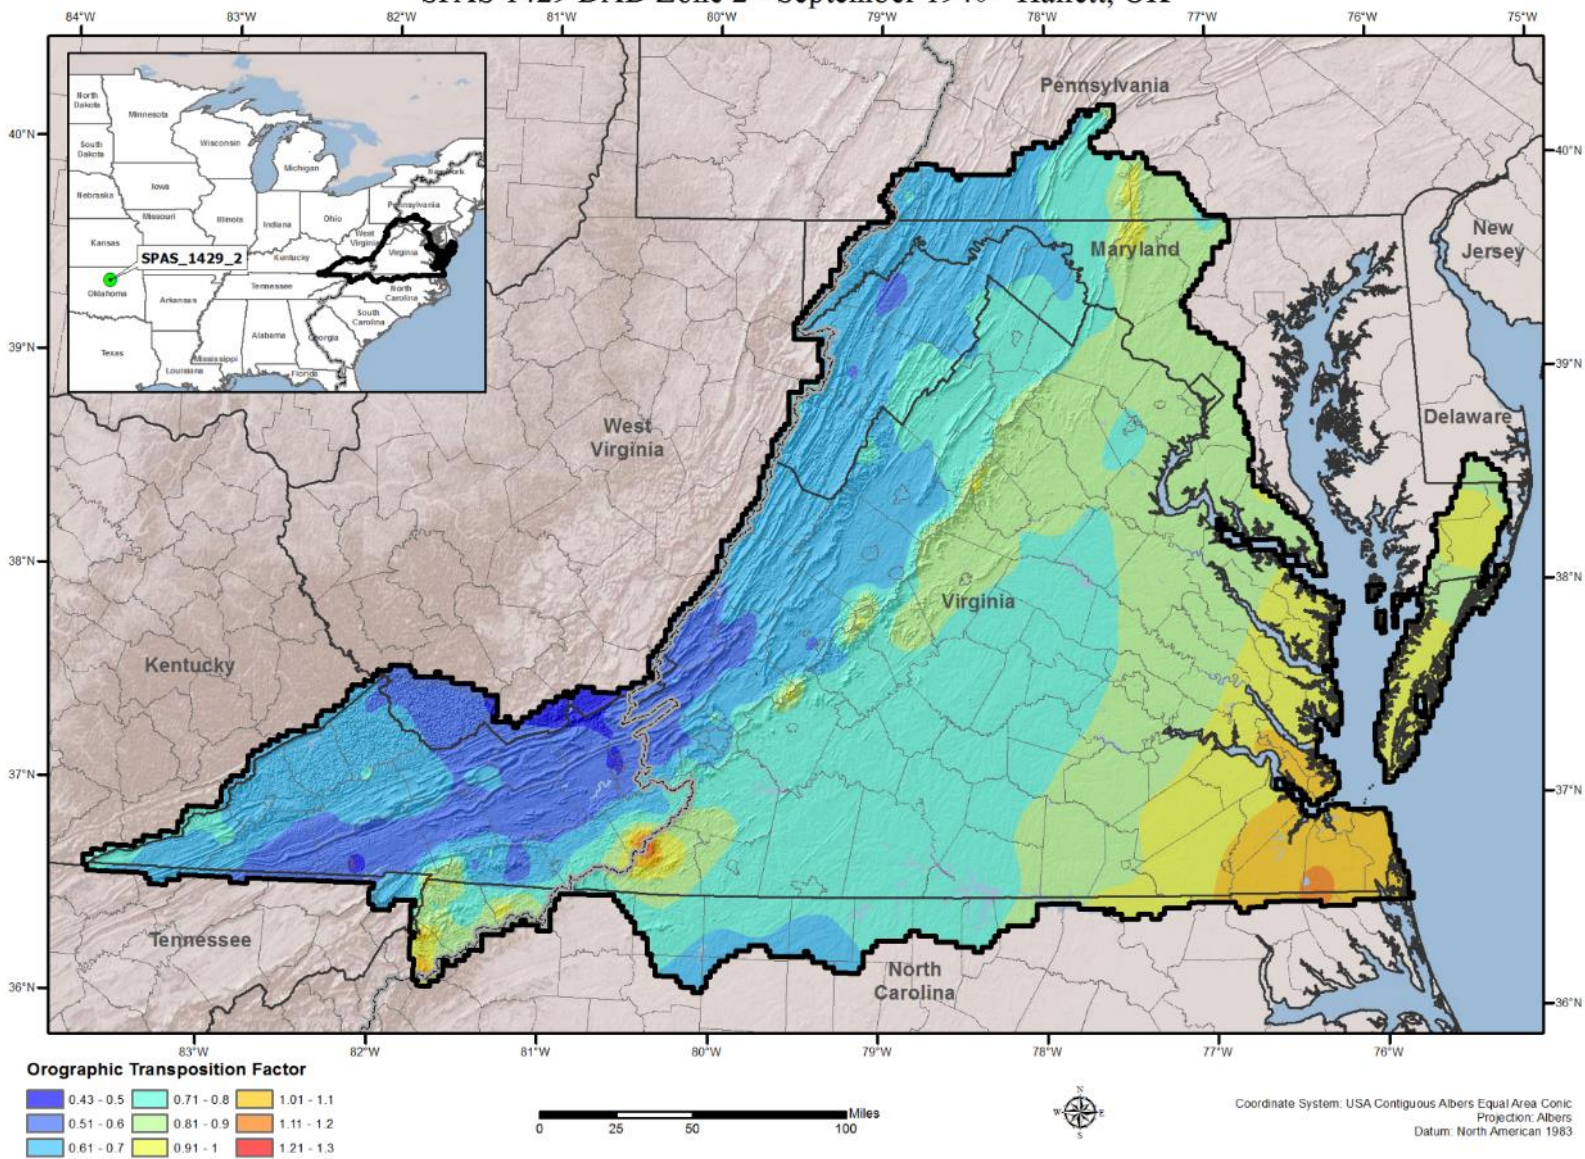 84°W 83°W 82°W 81°W 80°W 79°W 78°W 77°W 76°W 75°W
North Dakota
Minnesota
South Dakota
Wisconsin
Michigan
New York
Nebraska
Iowa
Pennsylvania
Missouri
Illinois
Indiana
Ohio
West Virginia
Virginia
Kansas
SPAS_1429_2
Kentucky
Oklahoma
Tennessee
North Carolina
Arkansas
South Carolina
Alabama
Georgia
Texas
Mississippi
Louisiana
Florida
Pennsylvania
40°N
40°N
New
Jersey
Maryland
39°N
39°N
Delaware
West
Virginia
38°N
38°N
Virginia
Kentucky
37°N
37°N
Tennessee
North
Carolina
36°N
36°N
83°W 82°W 81°W 80°W 79°W 78°W 77°W 76°W
Orographic Transposition Factor
0.43 - 0.5 0.71 - 0.8 1.01 - 1.1
0.51 - 0.6 0.81 - 0.9 1.11 - 1.2
0.61 - 0.7 0.91 - 1 1.21 - 1.3
Miles
0 25 50 100
N
W E
S
Coordinate System: USA Contiguous Albers Equal Area Conic
Projection: Albers
Datum: North American 1983